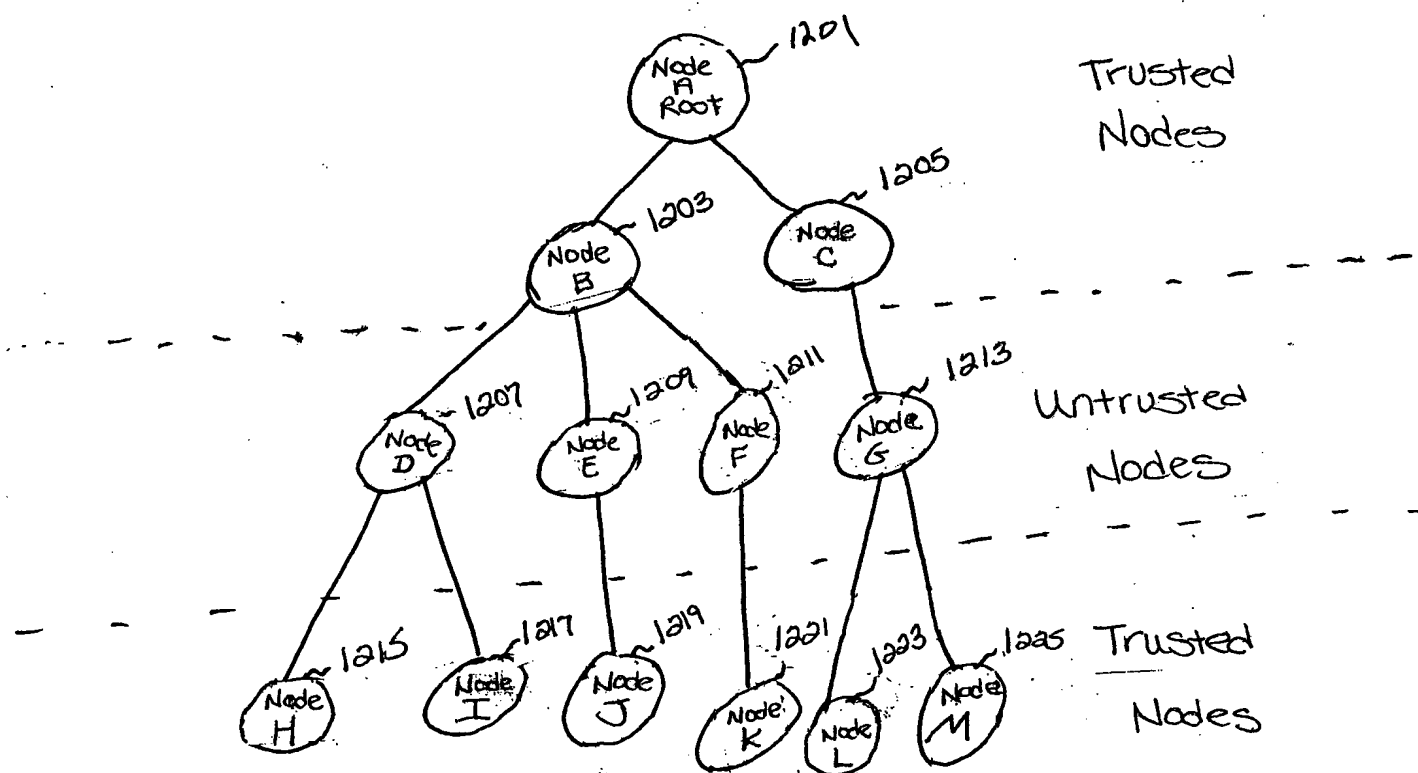 1201
Node
A
Root
Trusted
Nodes
1203
Node
B
1205
Node
C
1207
Node
D
1209
Node
E
1211
Node
F
1213
Node
G
Untrusted
Nodes
1215
Node
H
1217
Node
I
1219
Node
J
1221
Node
K
1223
Node
L
1225
Node
M
Trusted
Nodes